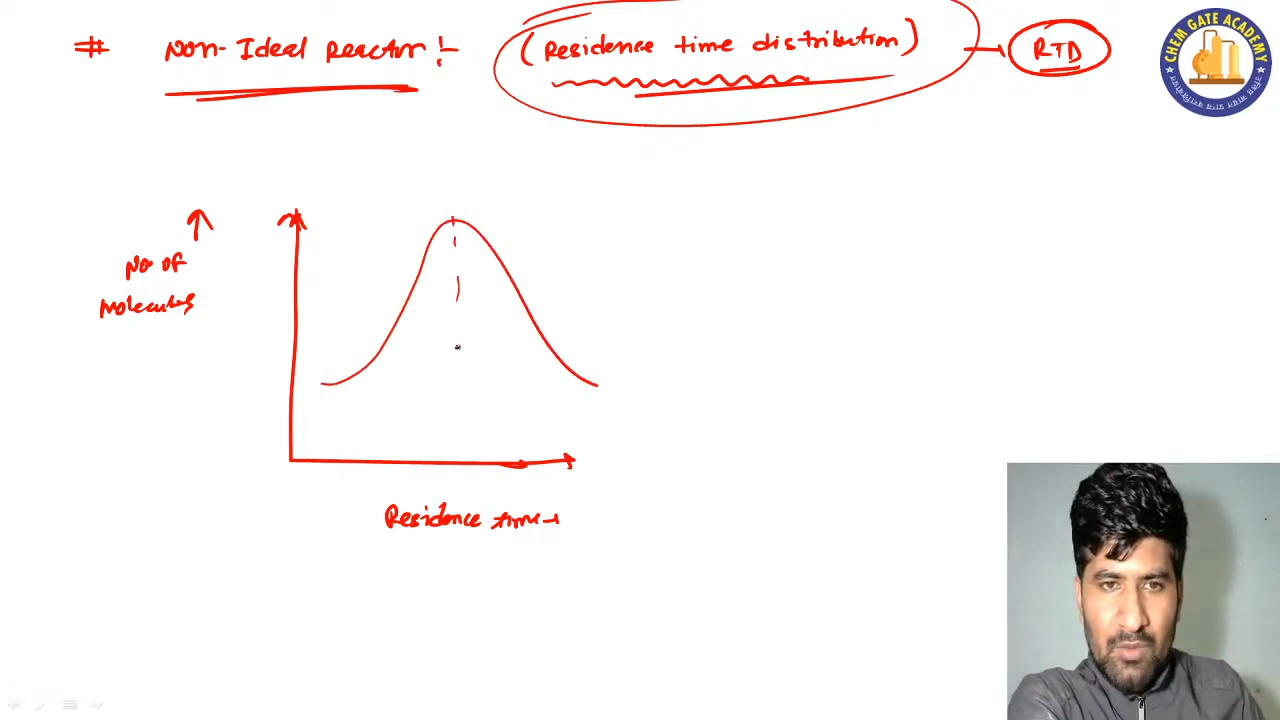 # Non-Ideal Reactor :- (Residence time distribution) → RTD
CHEM GATE ACADEMY
No of
Molecules
Residence time →